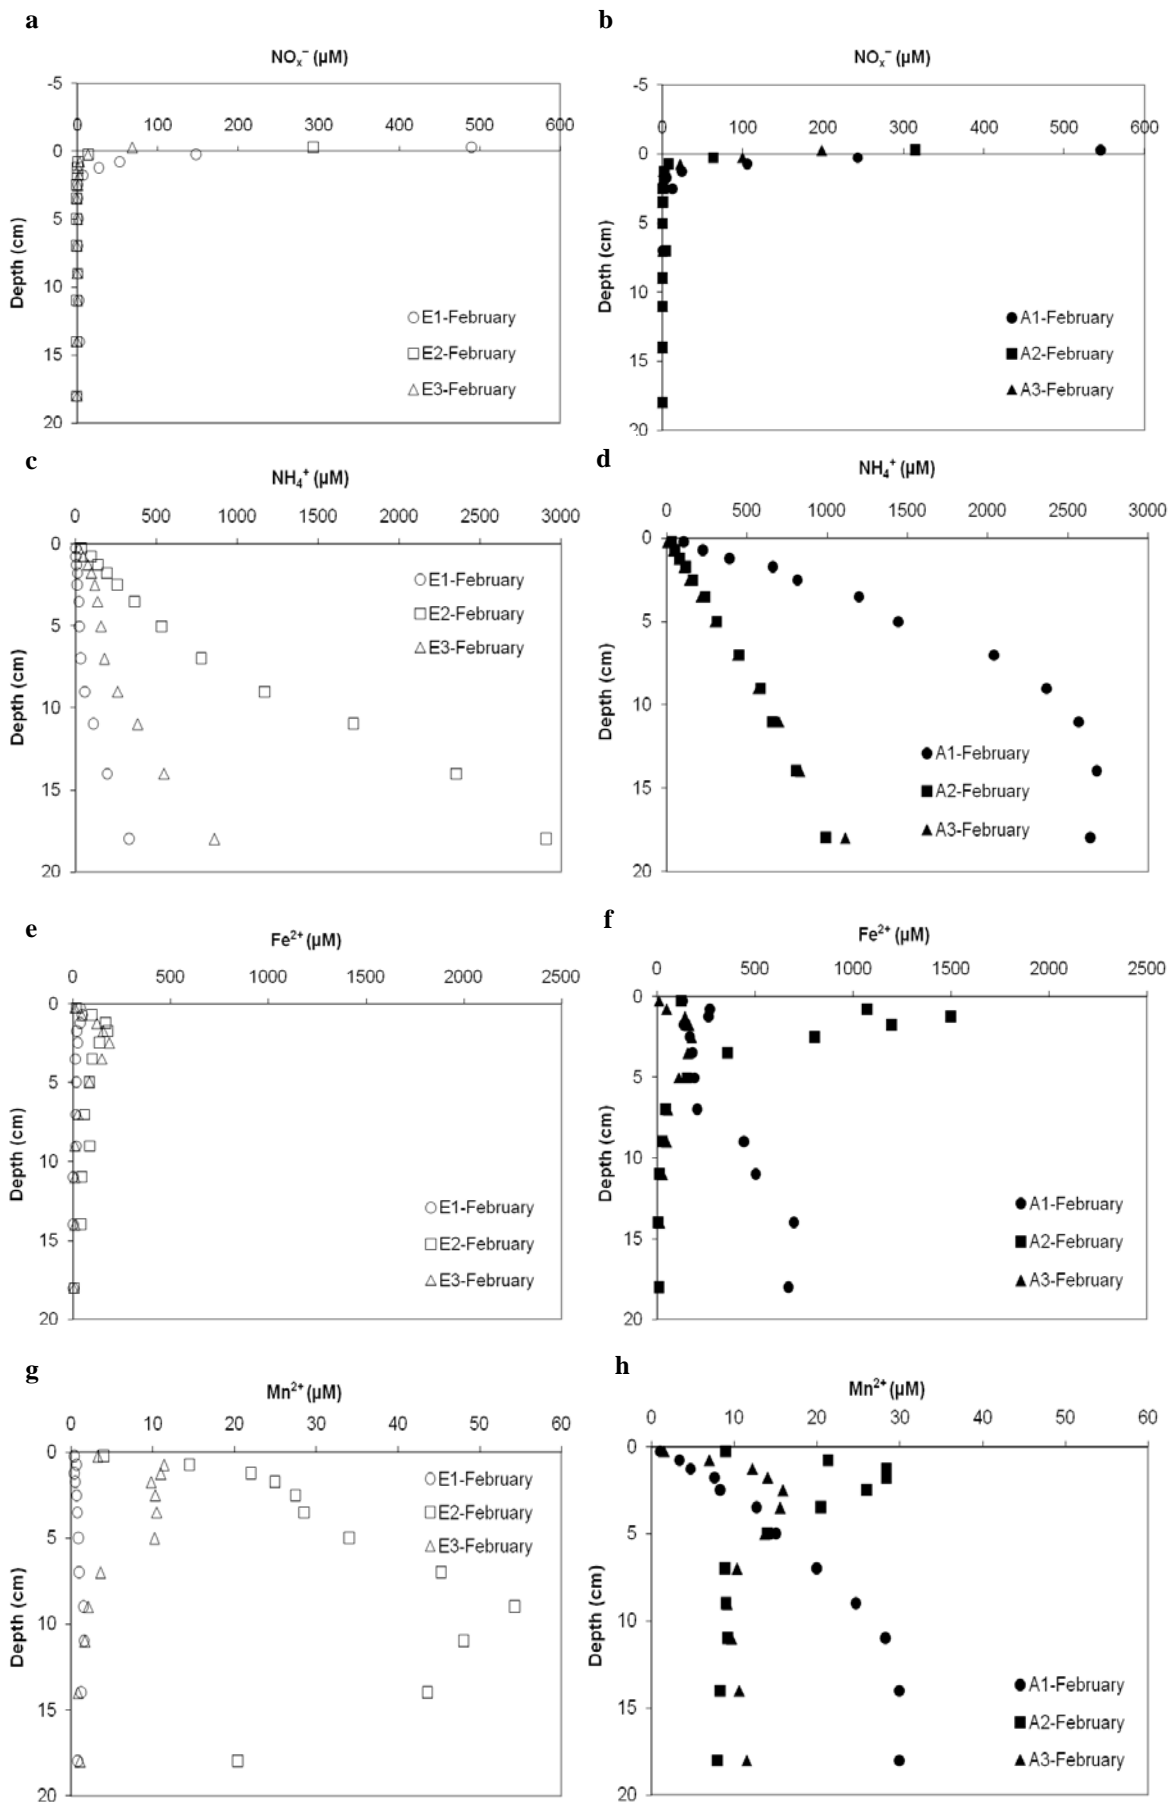 a
NOₓ⁻ (µM)
-5
0 100 200 300 400 500 600
0
5
10
15
20
Depth (cm)
E1-February
E2-February
E3-February
b
NOₓ⁻ (µM)
-5
0 100 200 300 400 500 600
0
5
10
15
20
Depth (cm)
A1-February
A2-February
A3-February
c
NH₄⁺ (µM)
0 500 1000 1500 2000 2500 3000
0
5
10
15
20
Depth (cm)
E1-February
E2-February
E3-February
d
NH₄⁺ (µM)
0 500 1000 1500 2000 2500 3000
0
5
10
15
20
Depth (cm)
A1-February
A2-February
A3-February
e
Fe²⁺ (µM)
0 500 1000 1500 2000 2500
0
5
10
15
20
Depth (cm)
E1-February
E2-February
E3-February
f
Fe²⁺ (µM)
0 500 1000 1500 2000 2500
0
5
10
15
20
Depth (cm)
A1-February
A2-February
A3-February
g
Mn²⁺ (µM)
0 10 20 30 40 50 60
0
5
10
15
20
Depth (cm)
E1-February
E2-February
E3-February
h
Mn²⁺ (µM)
0 10 20 30 40 50 60
0
5
10
15
20
Depth (cm)
A1-February
A2-February
A3-February